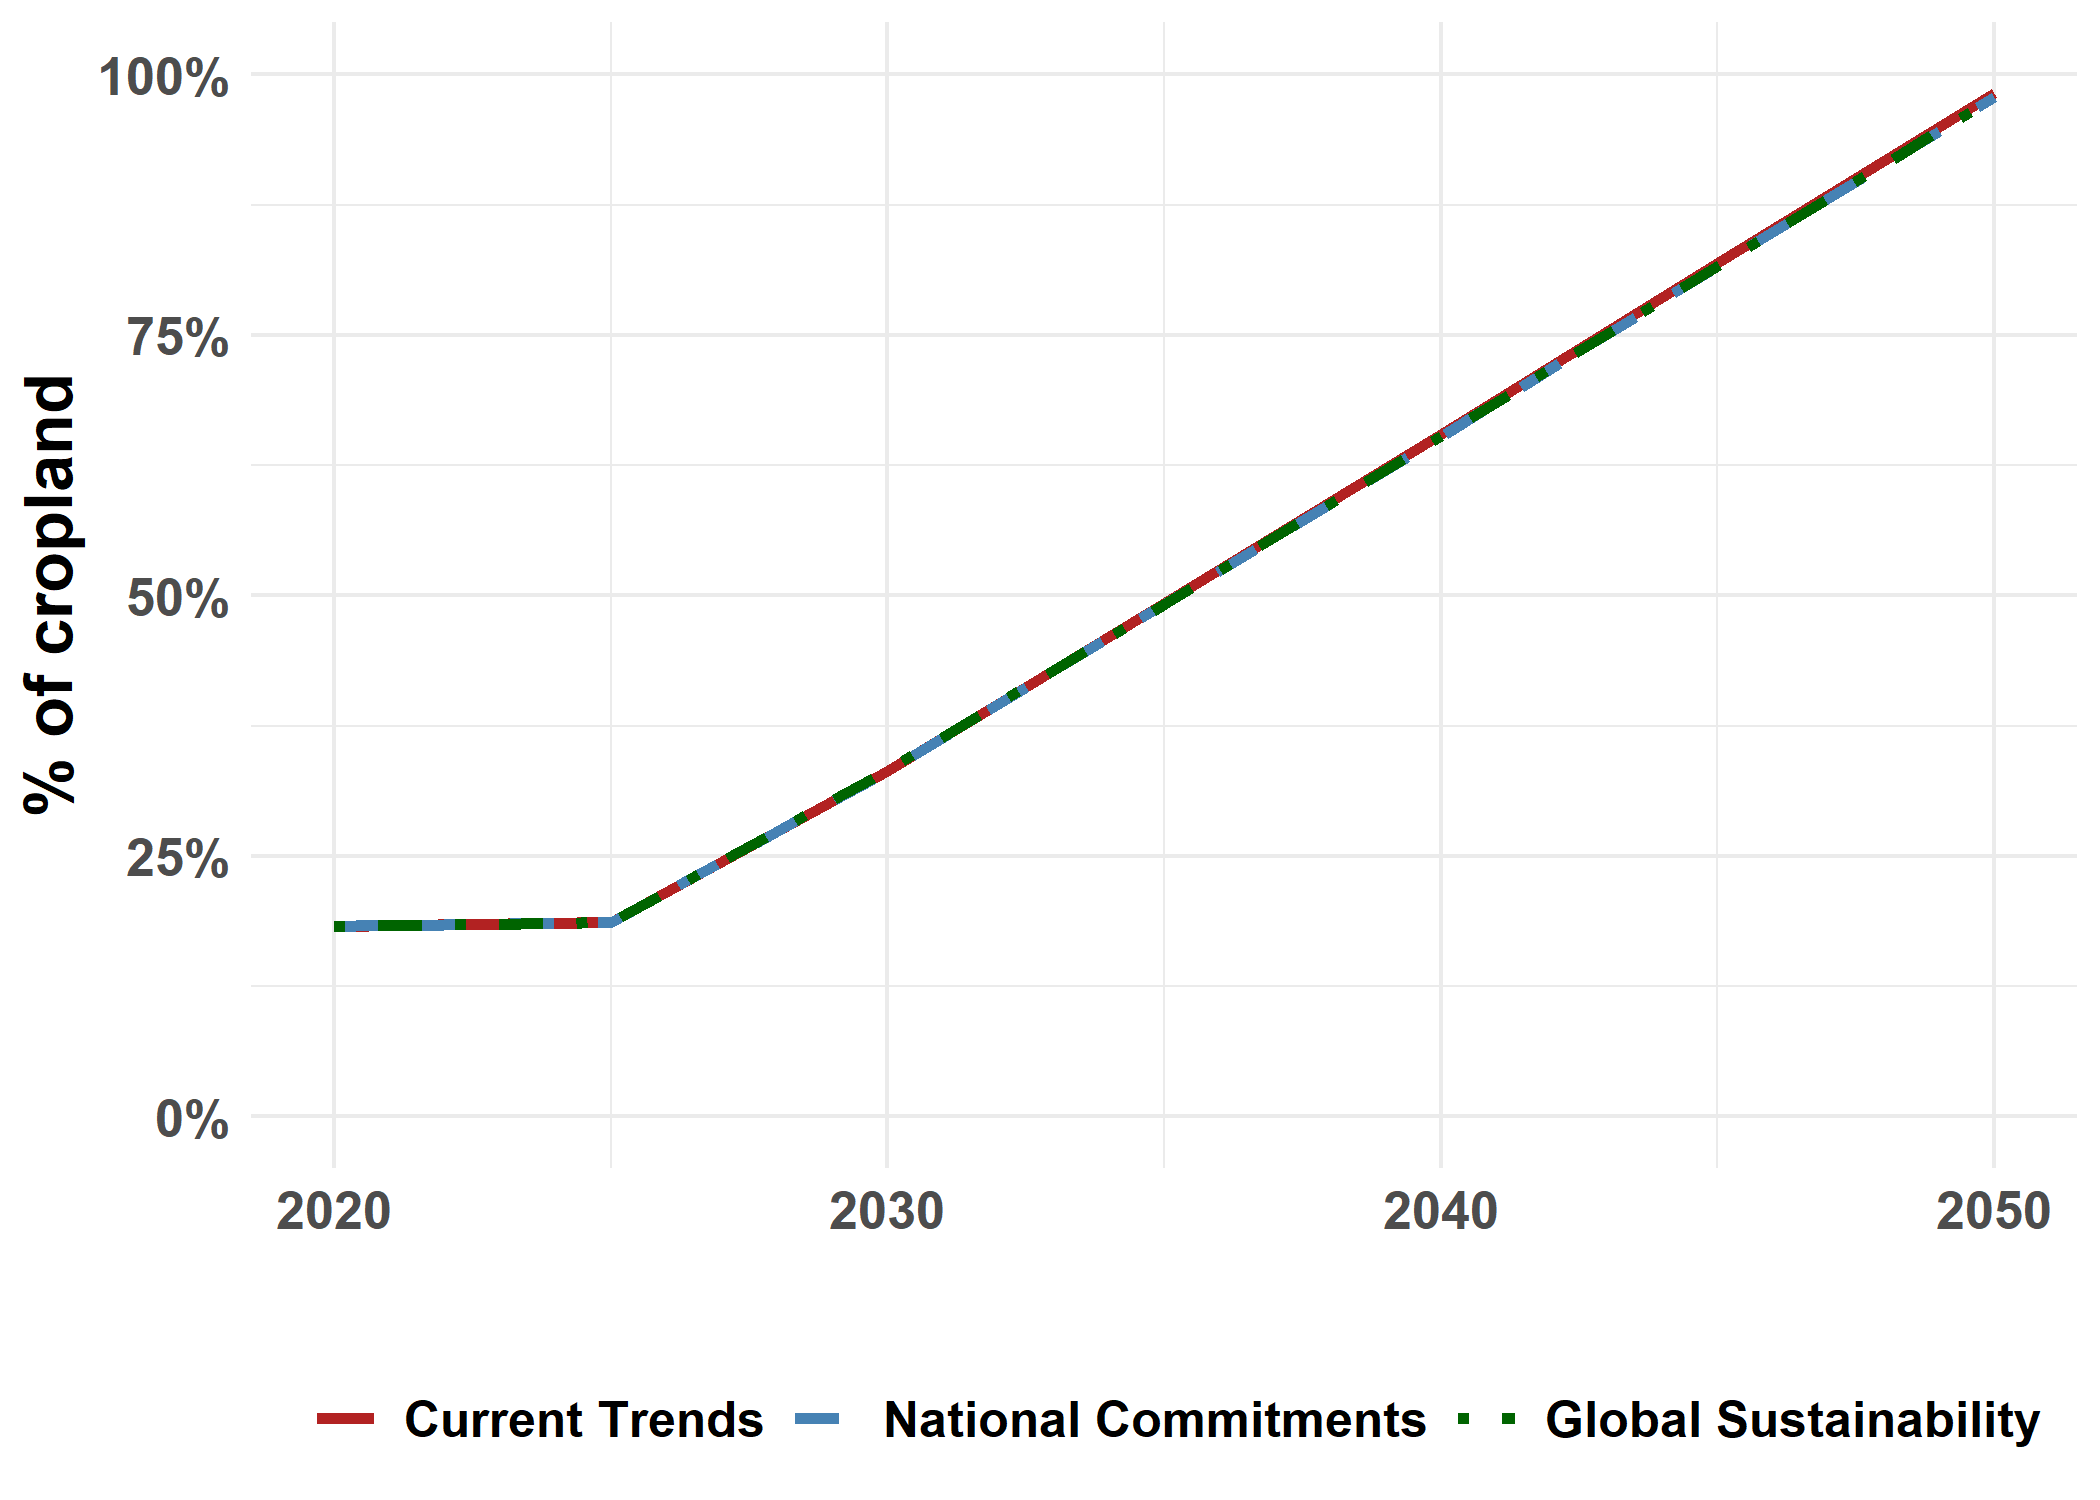 100%
75%
50%
25%
0%
% of cropland
2020 2030 2040 2050
Current Trends National Commitments Global Sustainability